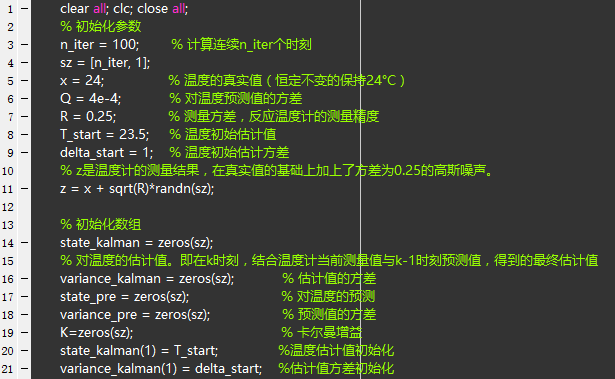 1 clear all; clc; close all;
2 % 初始化参数
3 n_iter = 100; % 计算连续n_iter个时刻
4 sz = [n_iter, 1];
5 x = 24; % 温度的真实值（恒定不变的保持24℃）
6 Q = 4e-4; % 对温度预测值的方差
7 R = 0.25; % 测量方差，反应温度计的测量精度
8 T_start = 23.5; % 温度初始估计值
9 delta_start = 1; % 温度初始估计方差
10 % z是温度计的测量结果，在真实值的基础上加上了方差为0.25的高斯噪声。
11 z = x + sqrt(R)*randn(sz);
12
13 % 初始化数组
14 state_kalman = zeros(sz);
15 % 对温度的估计值。即在k时刻，结合温度计当前测量值与k-1时刻预测值，得到的最终估计值
16 variance_kalman = zeros(sz); % 估计值的方差
17 state_pre = zeros(sz); % 对温度的预测
18 variance_pre = zeros(sz); % 预测值的方差
19 K=zeros(sz); % 卡尔曼增益
20 state_kalman(1) = T_start; %温度估计值初始化
21 variance_kalman(1) = delta_start; %估计值方差初始化